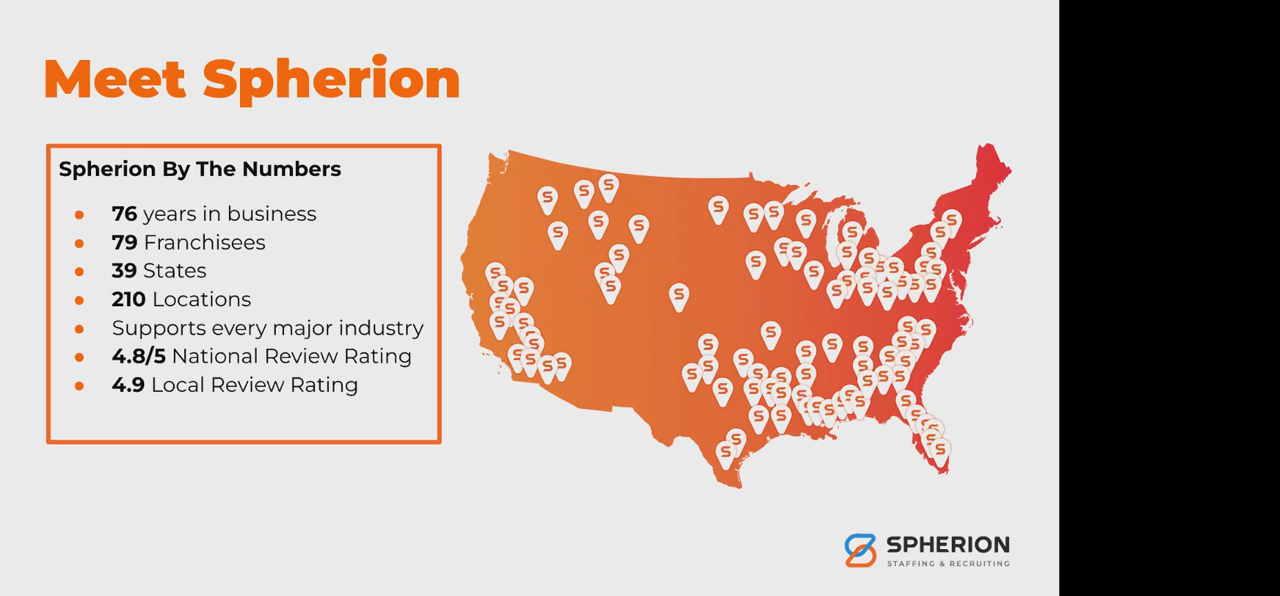 Meet Spherion
Spherion By The Numbers
76 years in business
79 Franchisees
39 States
210 Locations
Supports every major industry
4.8/5 National Review Rating
4.9 Local Review Rating
SPHERION
STAFFING & RECRUITING